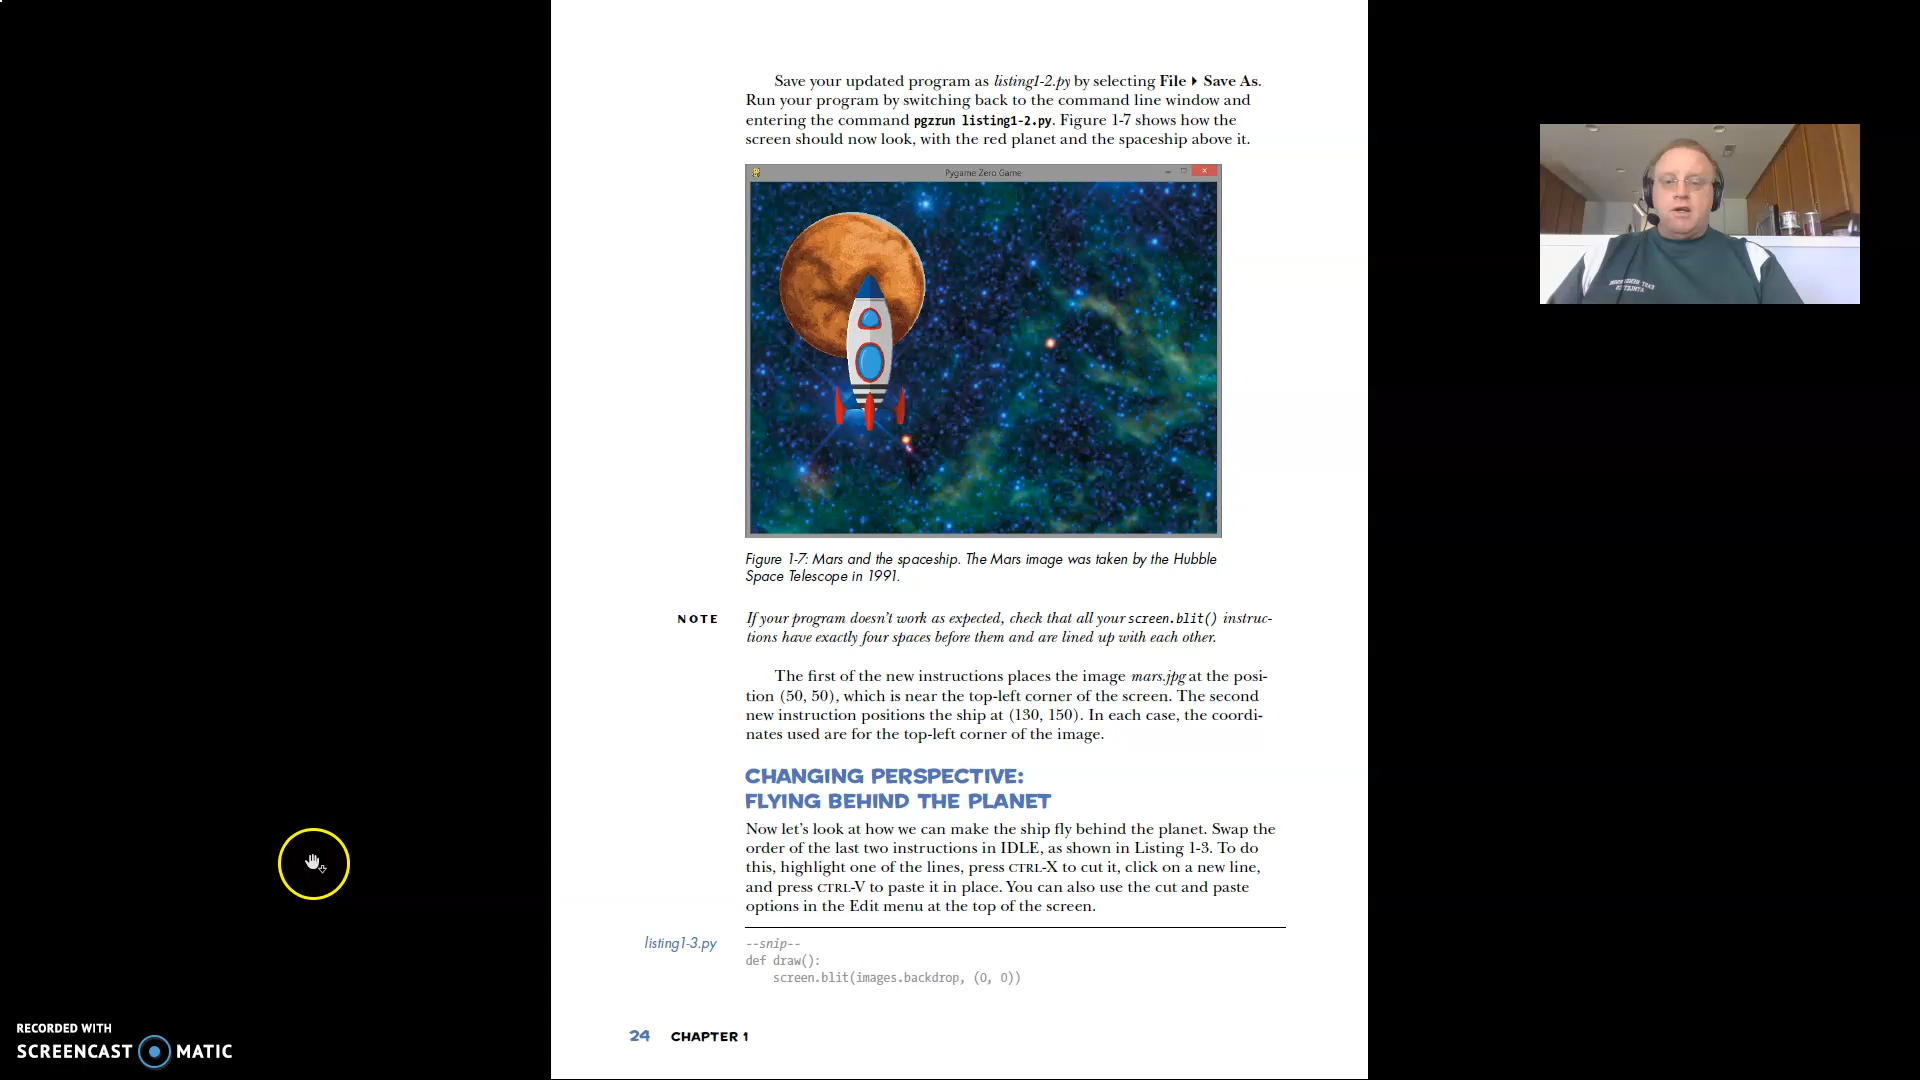 Save your updated program as listing1-2.py by selecting File ▸ Save As.
Run your program by switching back to the command line window and
entering the command pgzrun listing1-2.py. Figure 1-7 shows how the
screen should now look, with the red planet and the spaceship above it.
Pygame Zero Game
Figure 1-7: Mars and the spaceship. The Mars image was taken by the Hubble
Space Telescope in 1991.
NOTE If your program doesn't work as expected, check that all your screen.blit() instruc-
tions have exactly four spaces before them and are lined up with each other.
The first of the new instructions places the image mars.jpg at the posi-
tion (50, 50), which is near the top-left corner of the screen. The second
new instruction positions the ship at (130, 150). In each case, the coordi-
nates used are for the top-left corner of the image.
CHANGING PERSPECTIVE:
FLYING BEHIND THE PLANET
Now let's look at how we can make the ship fly behind the planet. Swap the
order of the last two instructions in IDLE, as shown in Listing 1-3. To do
this, highlight one of the lines, press CTRL-X to cut it, click on a new line,
and press CTRL-V to paste it in place. You can also use the cut and paste
options in the Edit menu at the top of the screen.
listing1-3.py --snip--
def draw():
    screen.blit(images.backdrop, (0, 0))
24 CHAPTER 1
RECORDED WITH
SCREENCAST MATIC